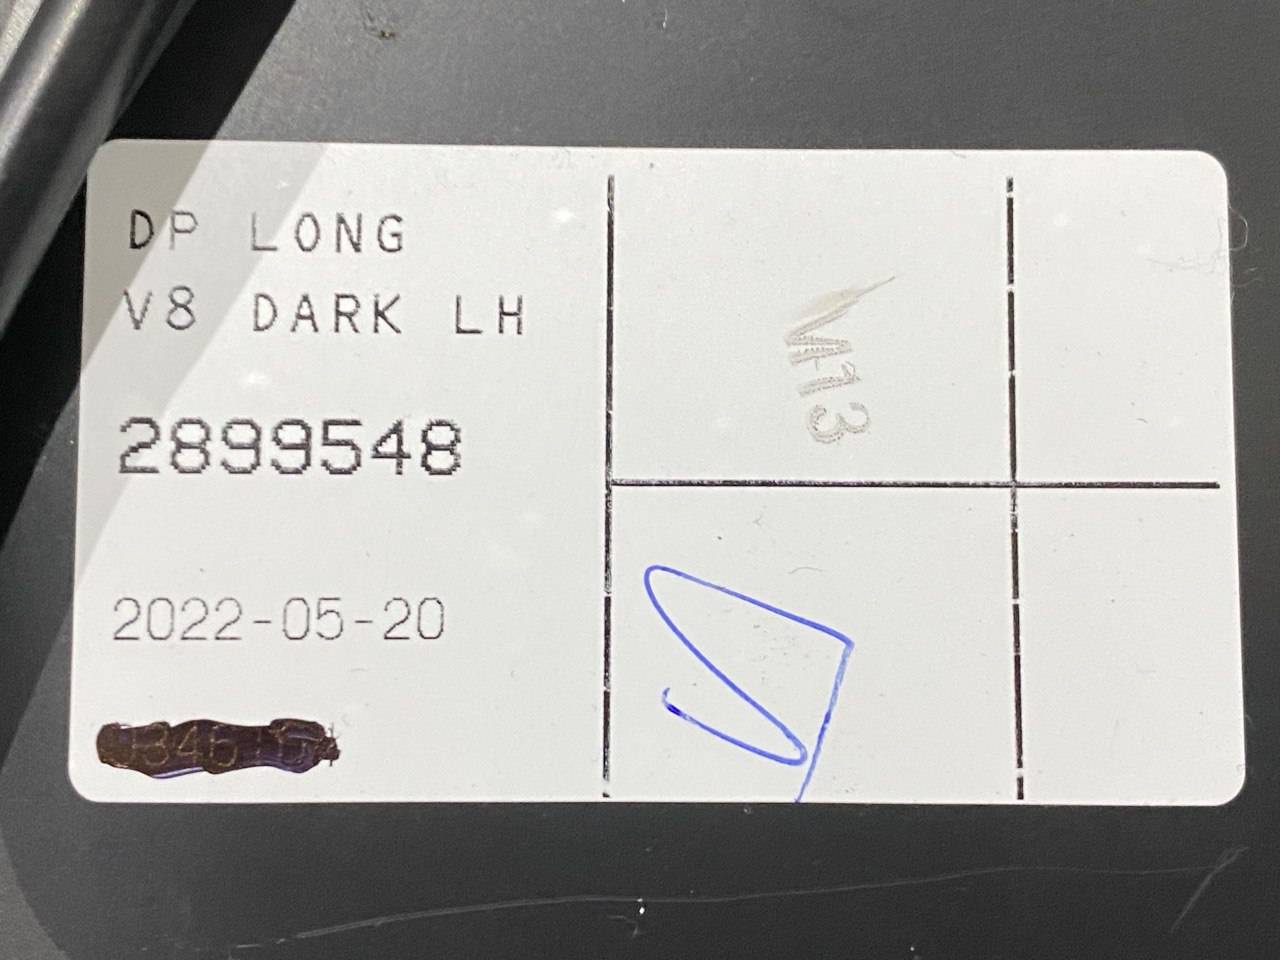 DP LONG
V8 DARK LH
2899548
2022-05-20
M13